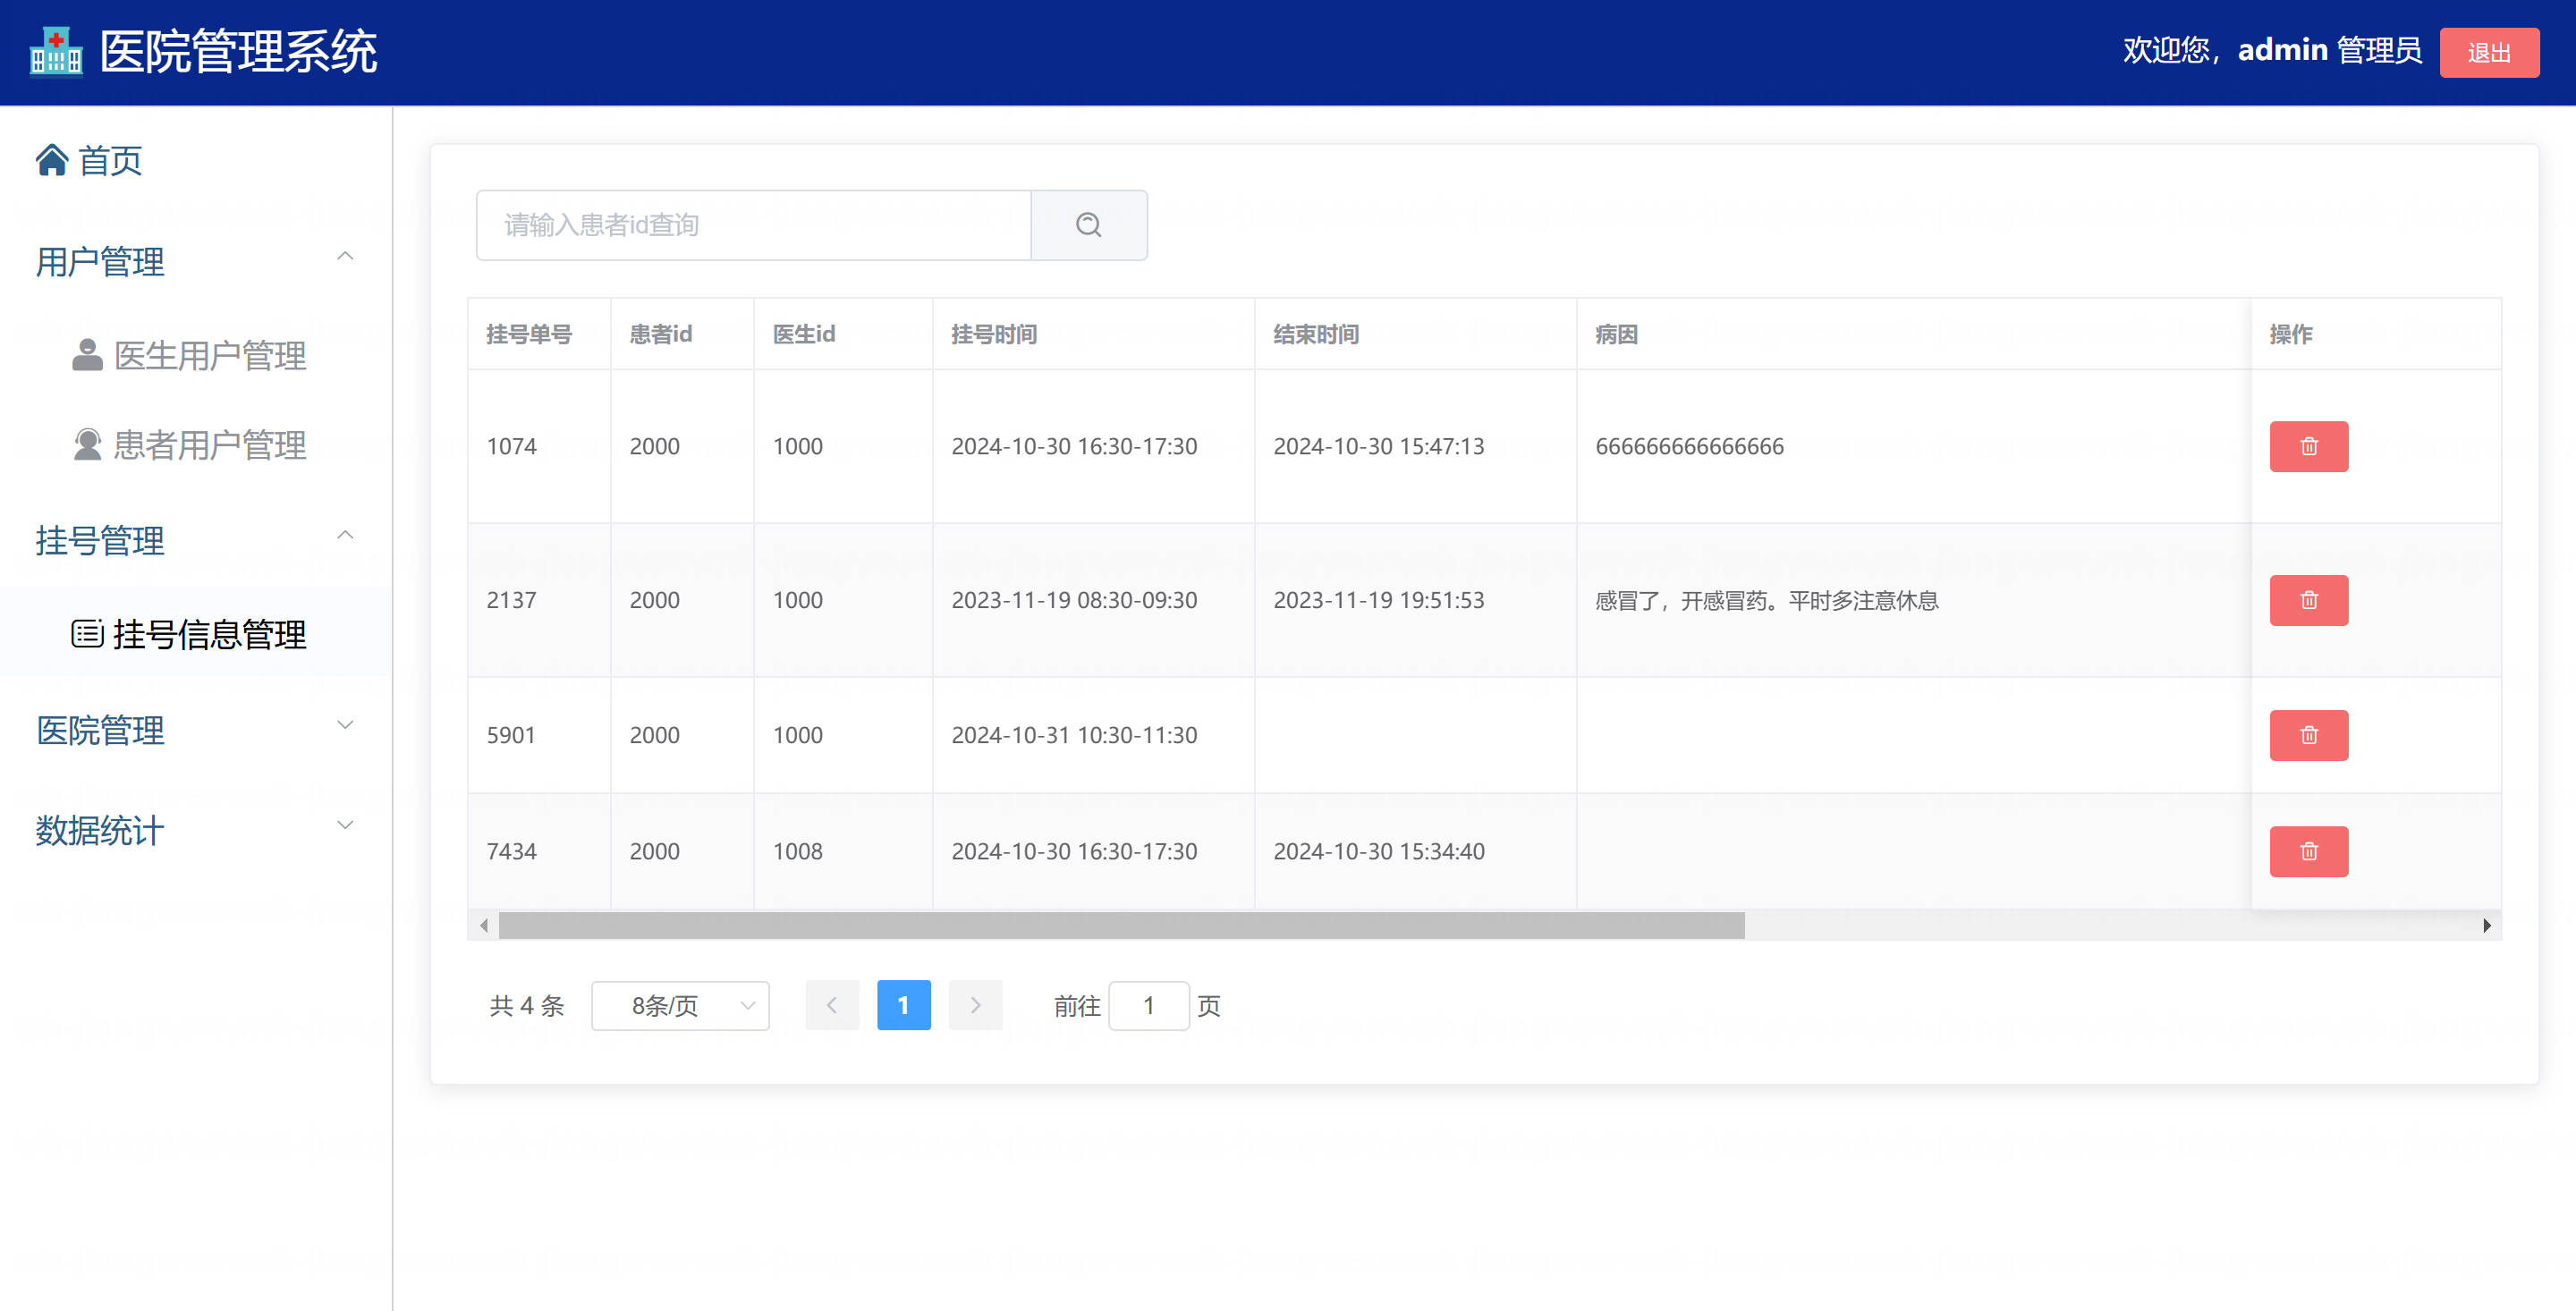 医院管理系统
欢迎您，admin 管理员
退出
首页
用户管理
医生用户管理
患者用户管理
挂号管理
挂号信息管理
医院管理
数据统计
请输入患者id查询
挂号单号 患者id 医生id 挂号时间 结束时间 病因 操作
1074 2000 1000 2024-10-30 16:30-17:30 2024-10-30 15:47:13 666666666666666
2137 2000 1000 2023-11-19 08:30-09:30 2023-11-19 19:51:53 感冒了，开感冒药。平时多注意休息
5901 2000 1000 2024-10-31 10:30-11:30
7434 2000 1008 2024-10-30 16:30-17:30 2024-10-30 15:34:40
共 4 条 8条/页 1 前往 1 页